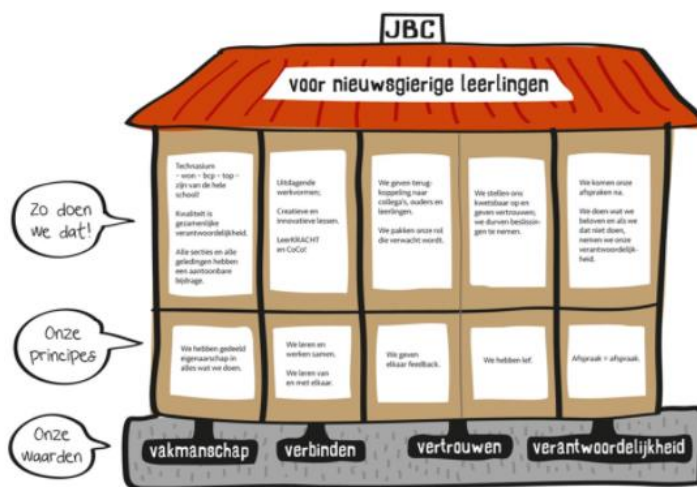 JBC
voor nieuwsgierige leerlingen
Zo doen
we dat!
Technasium
– won – bcp – top –
zijn van de hele
school!
Kwaliteit is
gezamenlijke
verantwoordelijkheid.
Alle secties en alle
geledingen hebben
een aantoonbare
bijdrage.
Uitdagende
werkvormen;
Creatieve en
innovatieve lessen.
LeerKRACHT
en CoCo!
We geven terug-
koppeling naar
collega's, ouders en
leerlingen.
We pakken onze rol
die verwacht wordt.
We stellen ons
kwetsbaar op en
geven vertrouwen;
we durven beslissin-
gen te nemen.
We komen onze
afspraken na.
We doen wat we
beloven en als we
dat niet doen,
nemen we onze
verantwoordelijk-
heid.
Onze
principes
We hebben gedeeld
eigenaarschap in
alles wat we doen.
We leren en
werken samen.
We leren van
en met elkaar.
We geven
elkaar feedback.
We hebben lef.
Afspraak = afspraak.
Onze
waarden
vakmanschap
verbinden
vertrouwen
verantwoordelijkheid